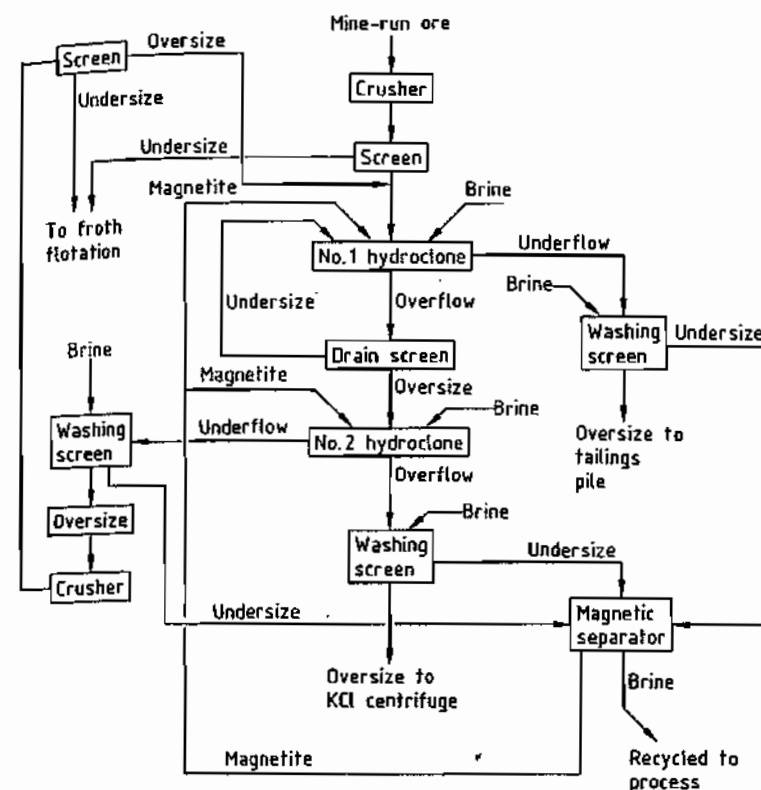 Mine-run ore
Oversize
Screen
Crusher
Undersize
Undersize
Screen
Magnetite
Brine
To froth
flotation
No.1 hydroclone
Underflow
Undersize
Overflow
Brine
Brine
Drain screen
Washing
screen
Undersize
Magnetite
Oversize
Brine
Washing
screen
Underflow
No.2 hydroclone
Oversize to
tailings
pile
Overflow
Oversize
Brine
Washing
screen
Undersize
Crusher
Undersize
Magnetic
separator
Oversize to
KCl centrifuge
Brine
Magnetite
Recycled to
process